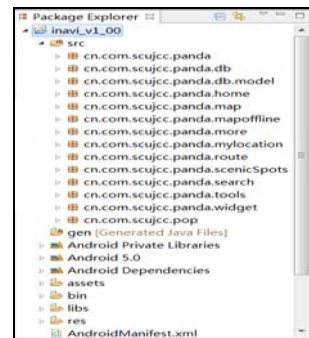 Package Explorer
inavi_v1_00
src
cn.com.scujcc.panda
cn.com.scujcc.panda.db
cn.com.scujcc.panda.db.model
cn.com.scujcc.panda.home
cn.com.scujcc.panda.map
cn.com.scujcc.panda.mapoffline
cn.com.scujcc.panda.more
cn.com.scujcc.panda.mylocation
cn.com.scujcc.panda.route
cn.com.scujcc.panda.scenicSpots
cn.com.scujcc.panda.search
cn.com.scujcc.panda.tools
cn.com.scujcc.panda.widget
cn.com.scujcc.pop
gen [Generated Java Files]
Android Private Libraries
Android 5.0
Android Dependencies
assets
bin
libs
res
AndroidManifest.xml